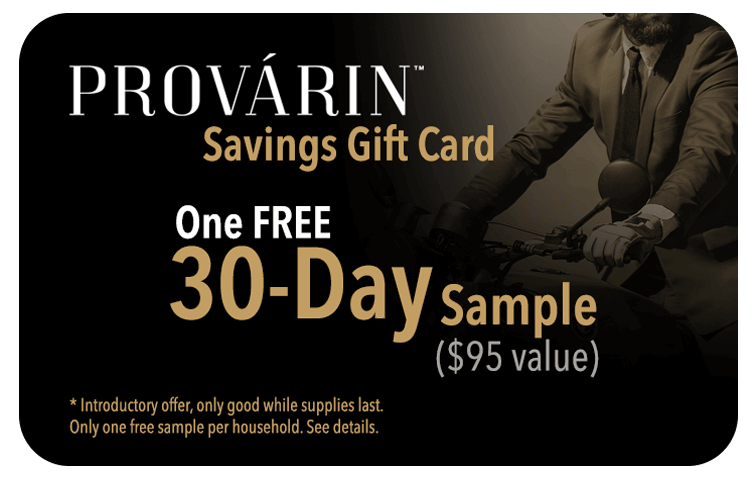 PROVÁRIN™
Savings Gift Card
One FREE
30-Day Sample
($95 value)
* Introductory offer, only good while supplies last.
Only one free sample per household. See details.